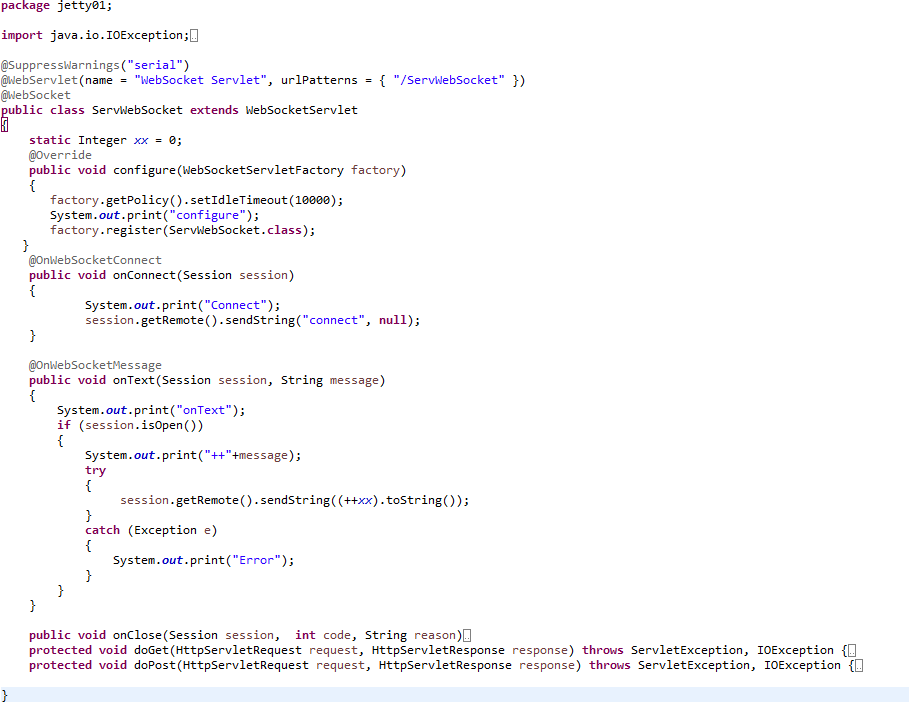 package jetty01;
import java.io.IOException;
@SuppressWarnings("serial")
@WebServlet(name = "WebSocket Servlet", urlPatterns = { "/ServWebSocket" })
@WebSocket
public class ServWebSocket extends WebSocketServlet
{
    static Integer xx = 0;
    @Override
    public void configure(WebSocketServletFactory factory)
    {
       factory.getPolicy().setIdleTimeout(10000);
       System.out.print("configure");
       factory.register(ServWebSocket.class);
   }
    @OnWebSocketConnect
    public void onConnect(Session session)
    {
            System.out.print("Connect");
            session.getRemote().sendString("connect", null);
    }
    @OnWebSocketMessage
    public void onText(Session session, String message)
    {
        System.out.print("onText");
        if (session.isOpen())
        {
            System.out.print("++"+message);
            try
            {
                 session.getRemote().sendString((++xx).toString());
            }
            catch (Exception e)
            {
                System.out.print("Error");
            }
        }
    }
    public void onClose(Session session,  int code, String reason)
    protected void doGet(HttpServletRequest request, HttpServletResponse response) throws ServletException, IOException {
    protected void doPost(HttpServletRequest request, HttpServletResponse response) throws ServletException, IOException {
}